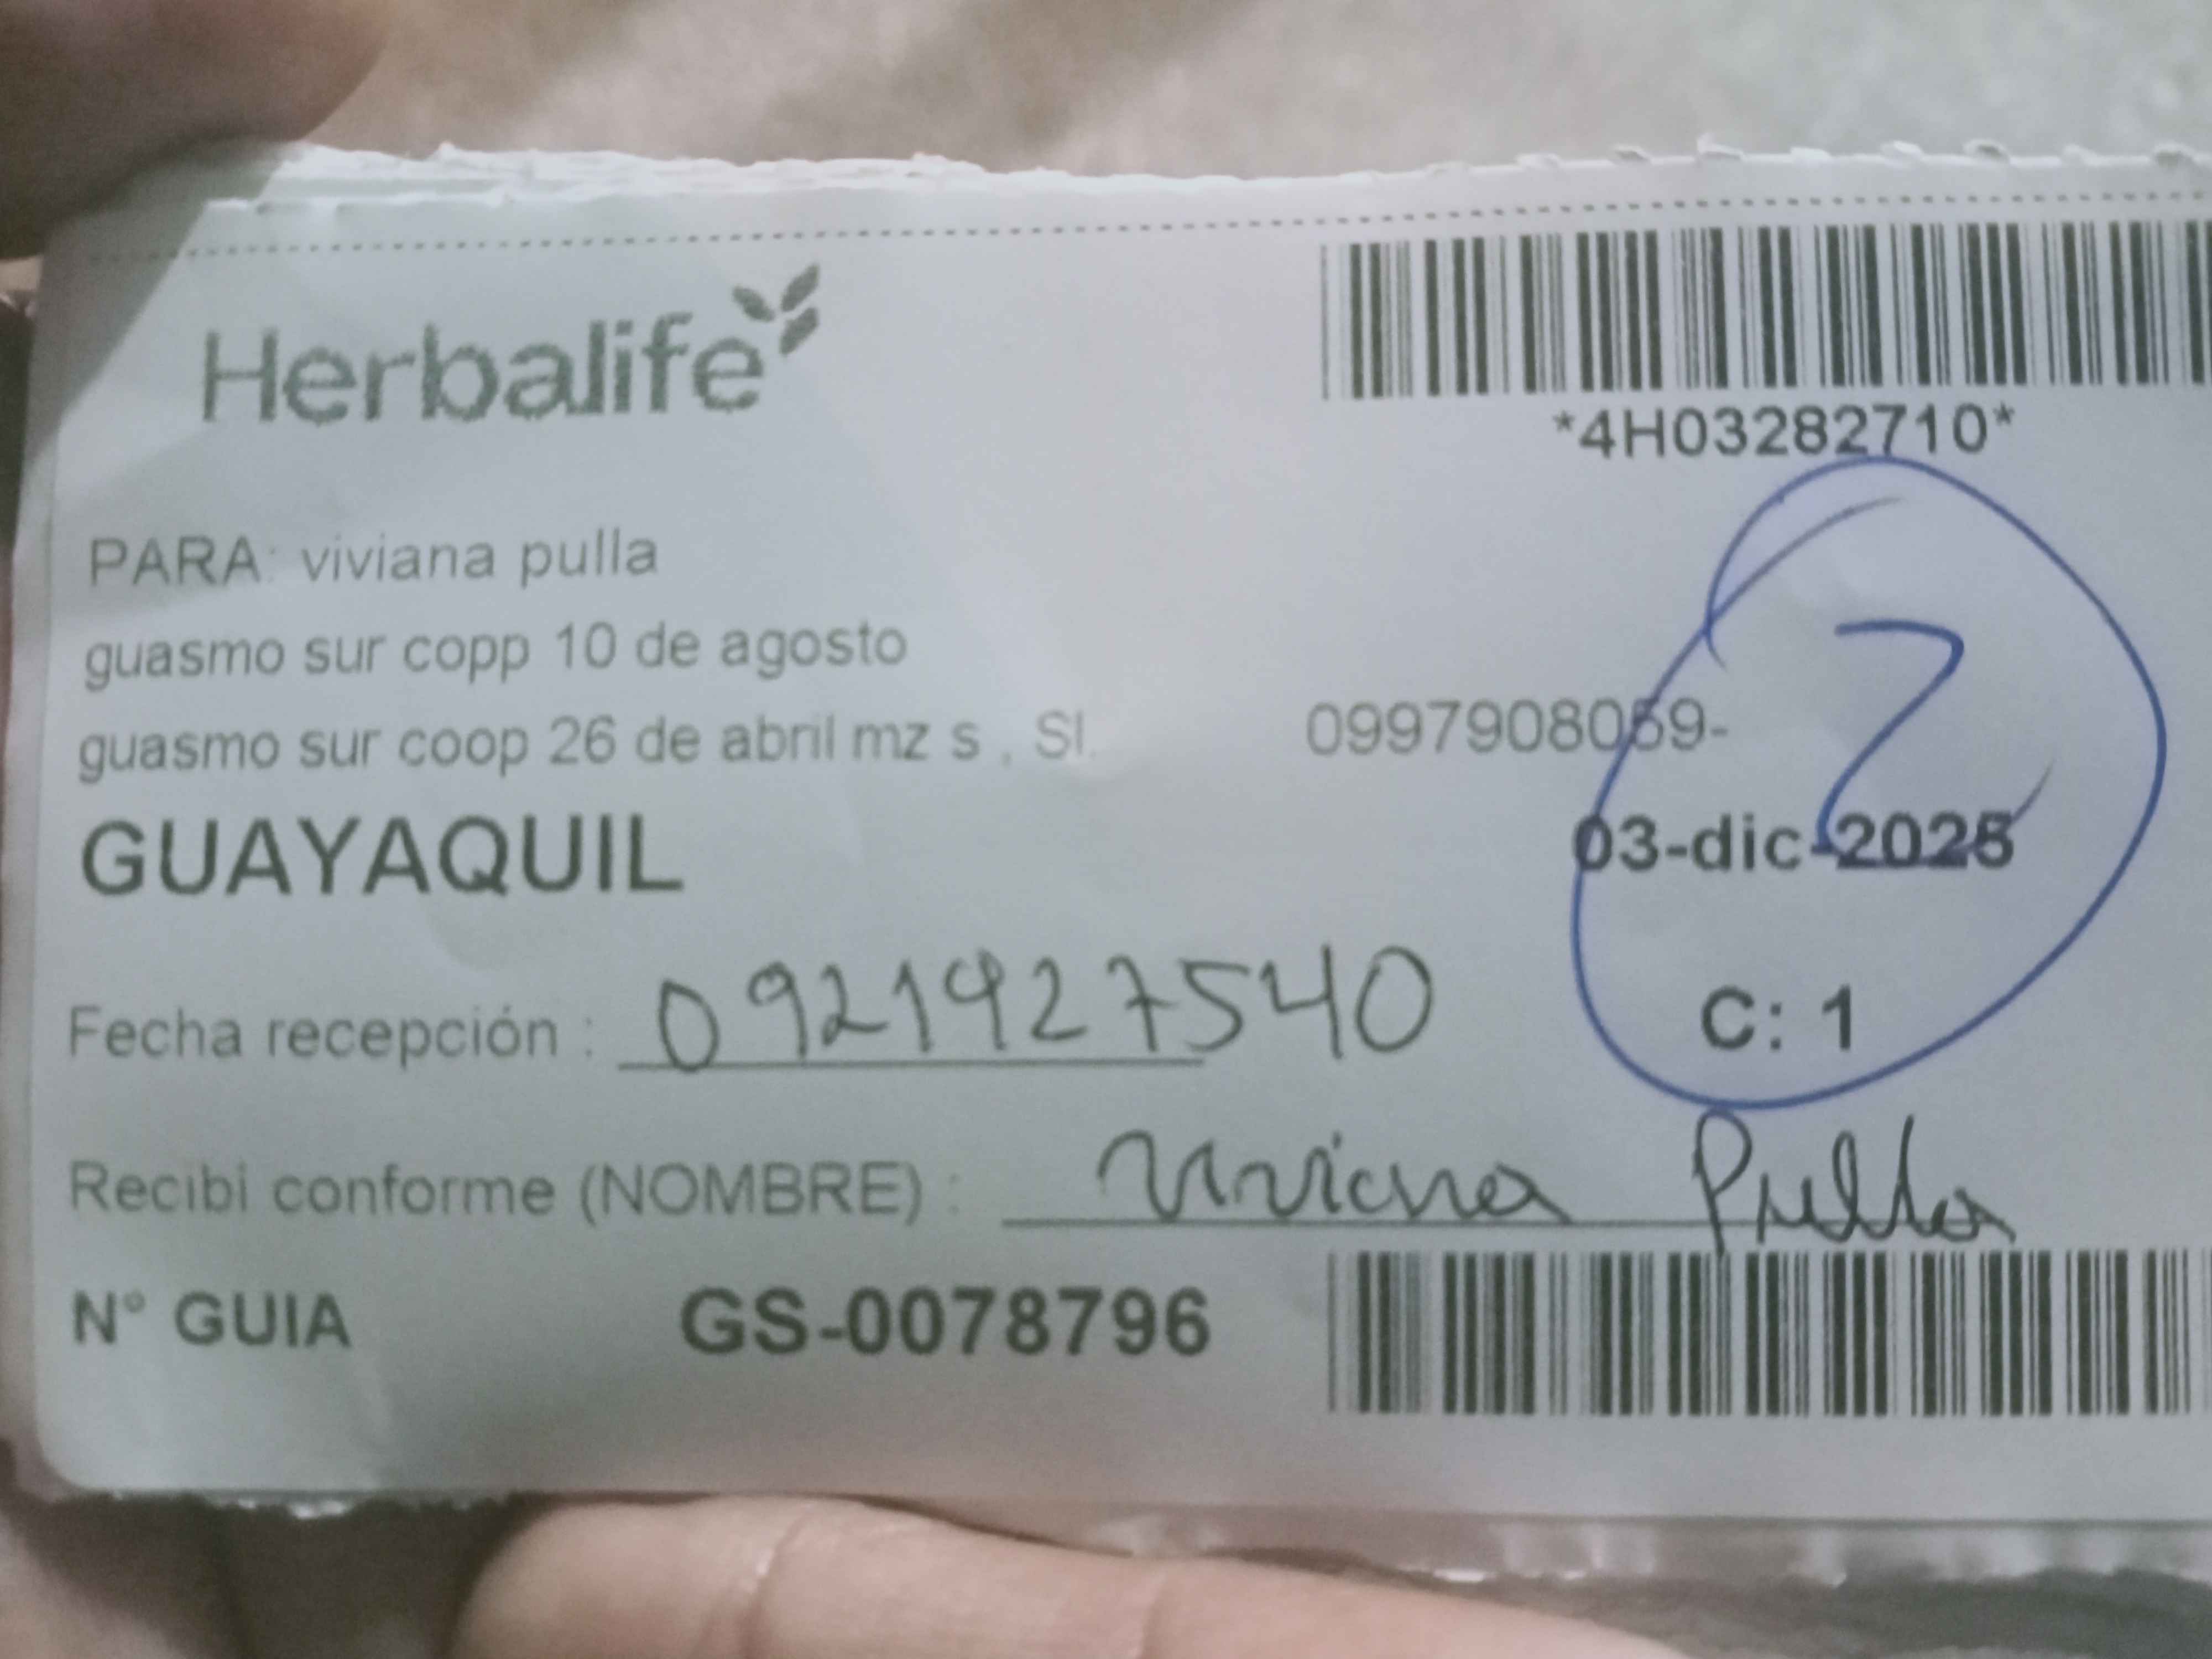 Herbalife
*4H03282710*
PARA: viviana pulla
guasmo sur copp 10 de agosto
guasmo sur coop 26 de abril mz s , Sl. 0997908059-
2
GUAYAQUIL 03-dic-2025
C: 1
Fecha recepción : 0921927540
Recibi conforme (NOMBRE) : Viviana Pulla
N° GUIA GS-0078796